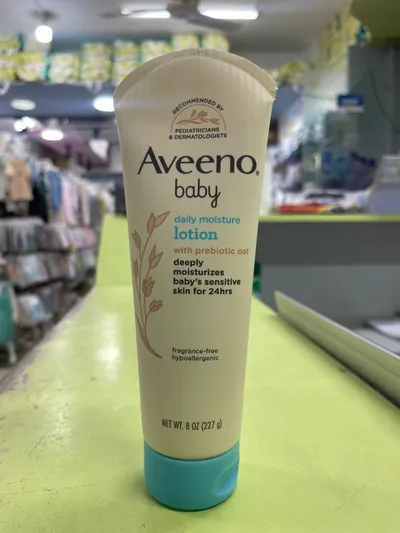 RECOMMENDED BY
PEDIATRICIANS
& DERMATOLOGISTS
Aveeno®
baby
daily moisture
lotion
with prebiotic oat
deeply
moisturizes
baby's sensitive
skin for 24hrs
fragrance-free
hypoallergenic
NET WT. 8 OZ (227 g)